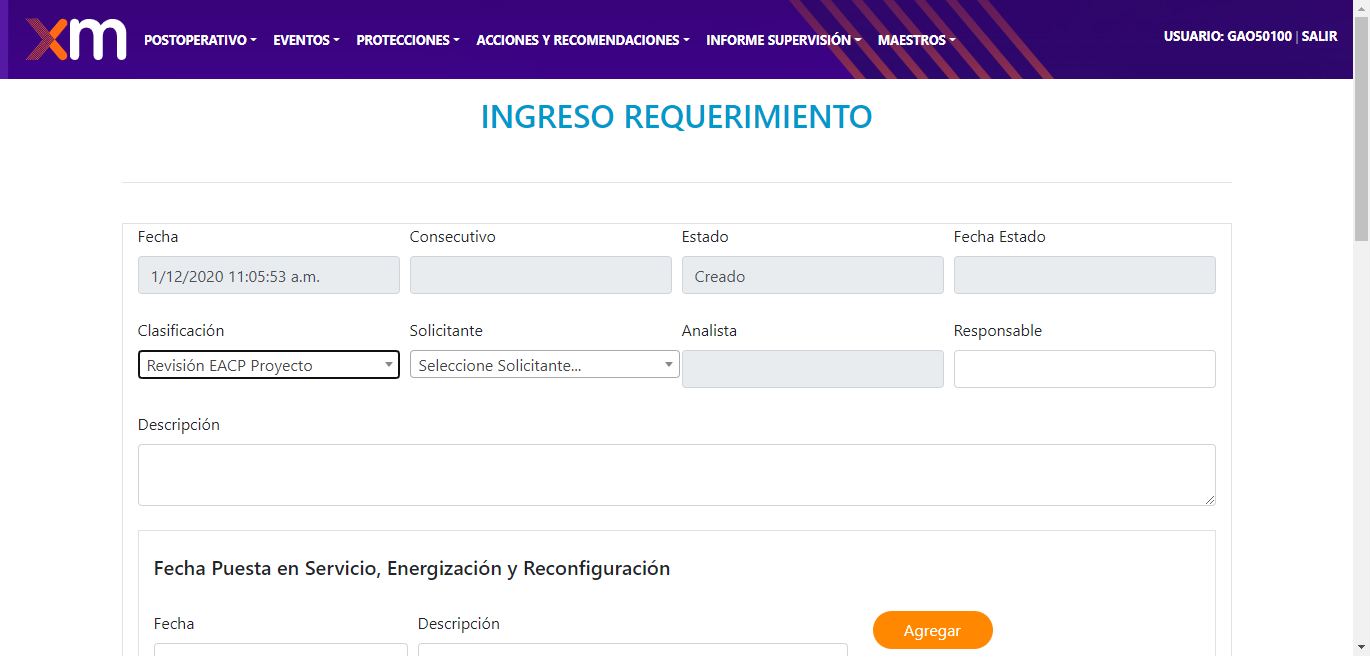 xm POSTOPERATIVO EVENTOS PROTECCIONES ACCIONES Y RECOMENDACIONES INFORME SUPERVISIÓN MAESTROS USUARIO: GAO50100 | SALIR
INGRESO REQUERIMIENTO
Fecha Consecutivo Estado Fecha Estado
1/12/2020 11:05:53 a.m. Creado
Clasificación Solicitante Analista Responsable
Revisión EACP Proyecto Seleccione Solicitante...
Descripción
Fecha Puesta en Servicio, Energización y Reconfiguración
Fecha Descripción Agregar